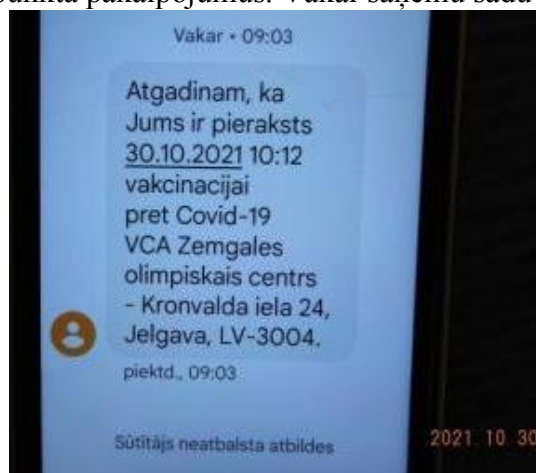 Vakar • 09:03
Atgadinam, ka
Jums ir pieraksts
30.10.2021 10:12
vakcinacijai
pret Covid-19
VCA Zemgales
olimpiskais centrs
- Kronvalda iela 24,
Jelgava, LV-3004.
piektd., 09:03
Sūtītājs neatbalsta atbildes
2021. 10. 30